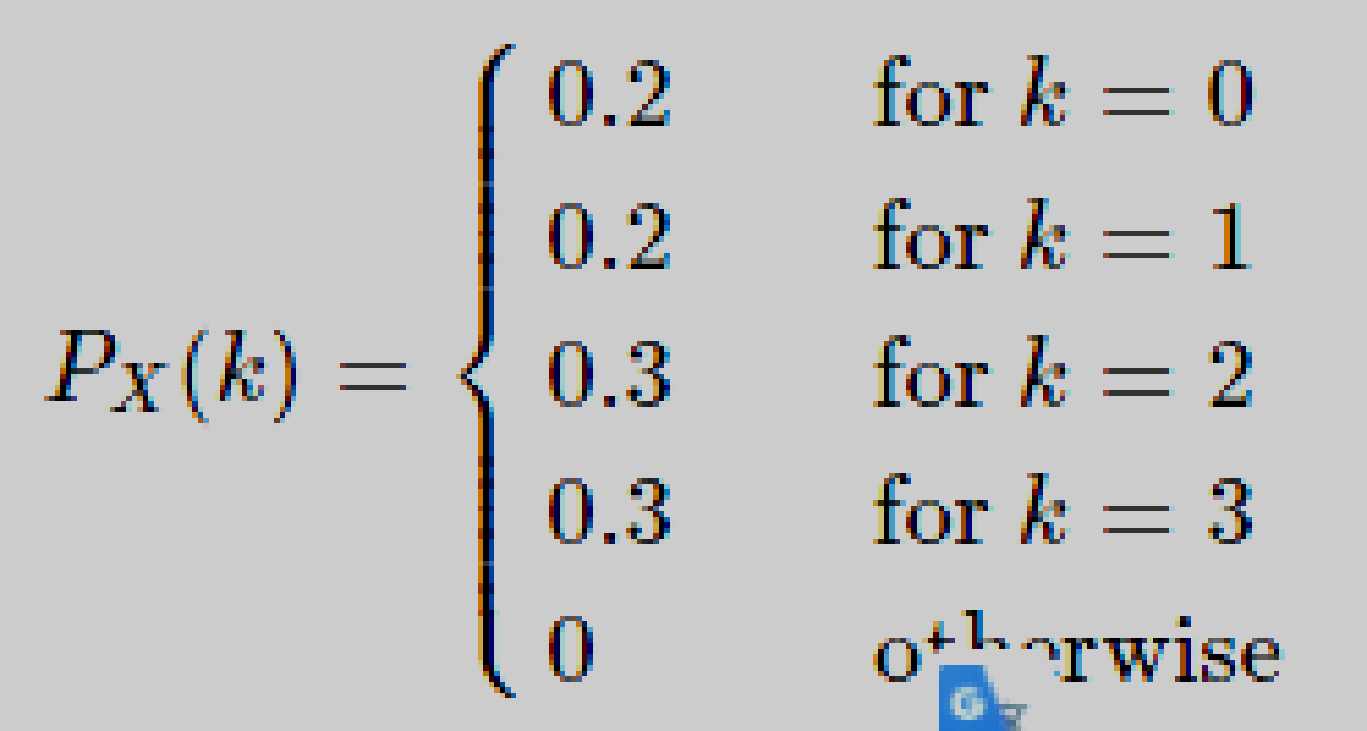 0.2 for k = 0
0.2 for k = 1
P_X(k) = { 0.3 for k = 2
0.3 for k = 3
0 otherwise